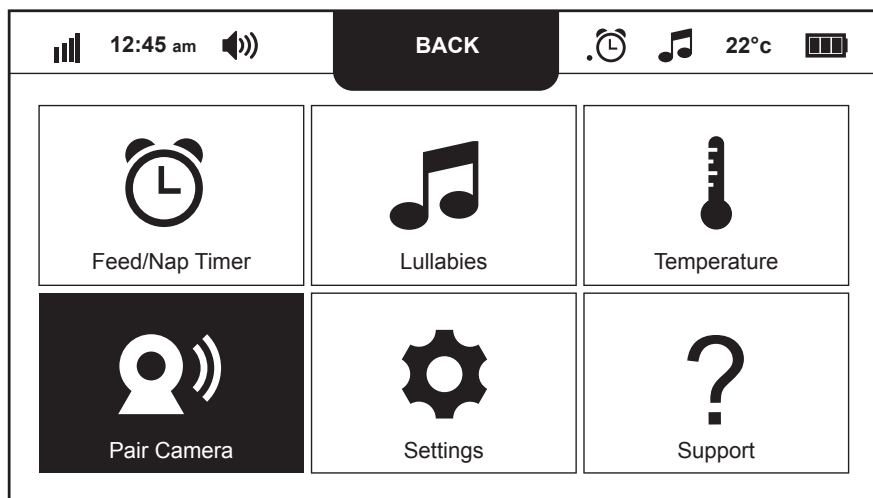 12:45 am BACK 22°c
Feed/Nap Timer Lullabies Temperature
Pair Camera Settings Support